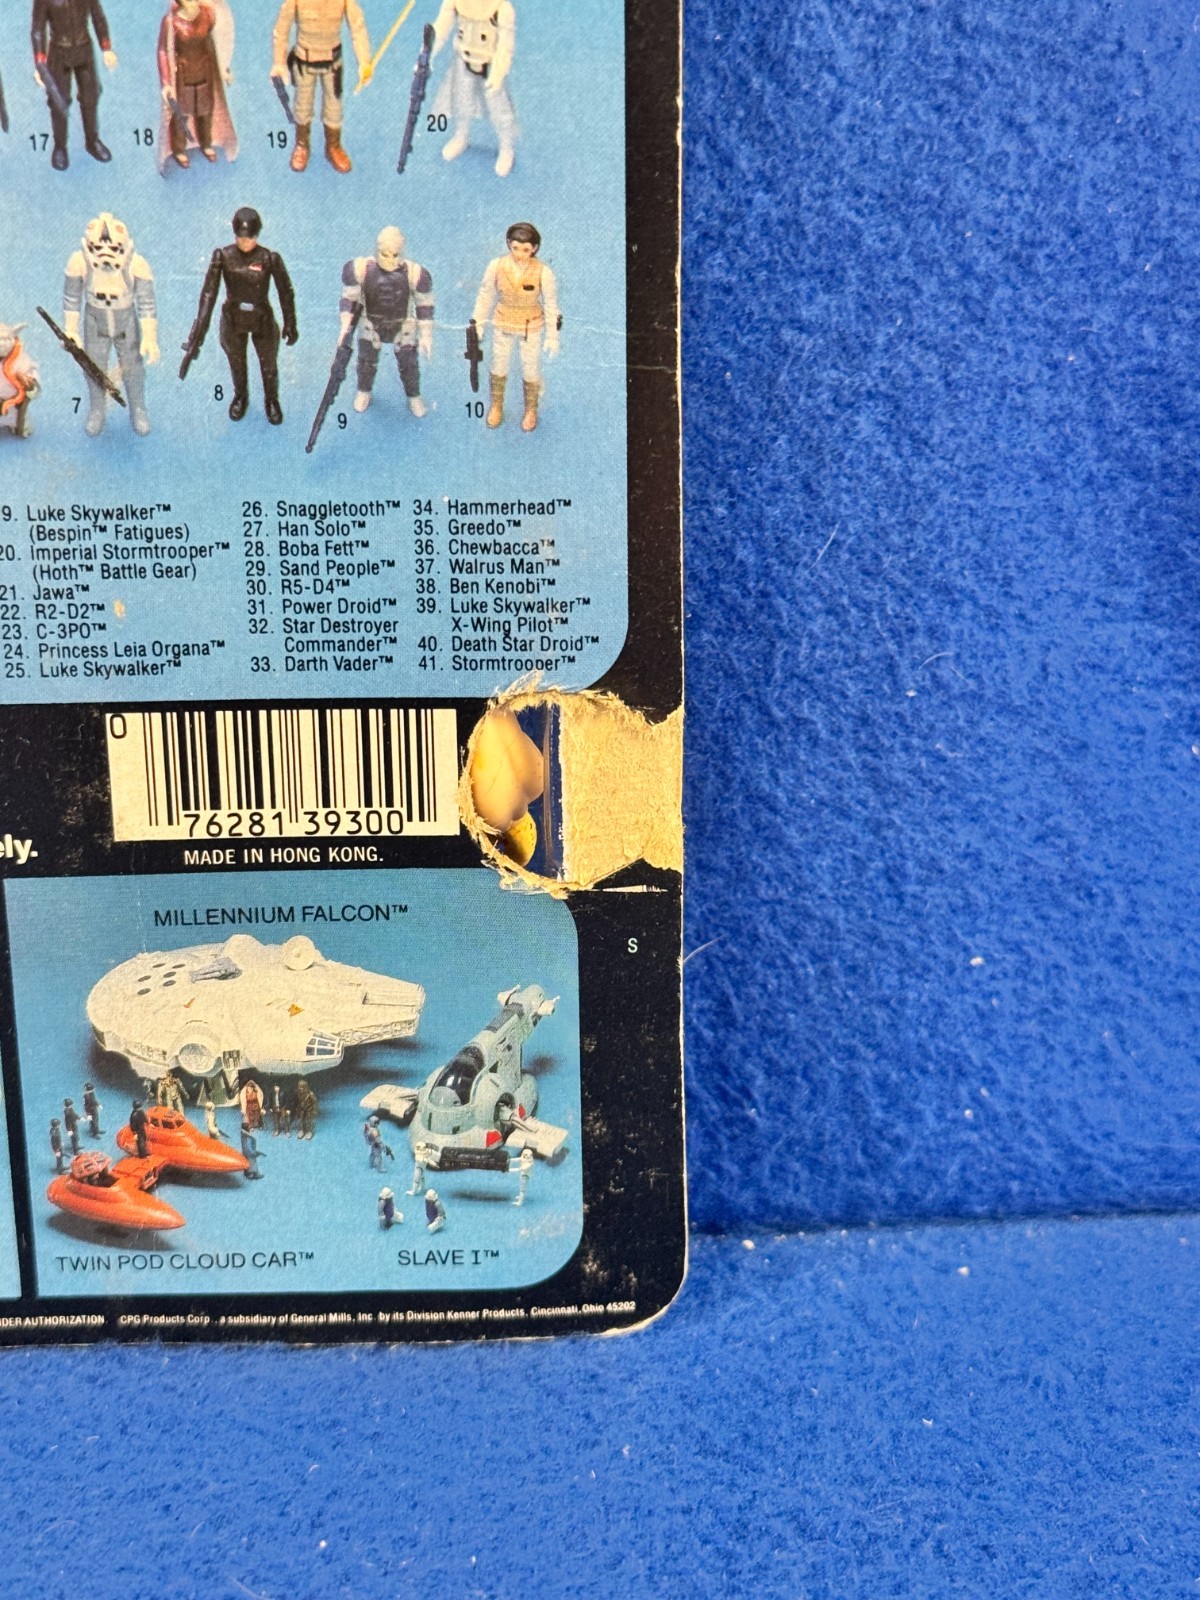 17 18 19 20
7 8 9 10
9. Luke Skywalker™
(Bespin™ Fatigues)
20. Imperial Stormtrooper™
(Hoth™ Battle Gear)
21. Jawa™
22. R2-D2™
23. C-3PO™
24. Princess Leia Organa™
25. Luke Skywalker™
26. Snaggletooth™
27. Han Solo™
28. Boba Fett™
29. Sand People™
30. R5-D4™
31. Power Droid™
32. Star Destroyer
Commander™
33. Darth Vader™
34. Hammerhead™
35. Greedo™
36. Chewbacca™
37. Walrus Man™
38. Ben Kenobi™
39. Luke Skywalker™
X-Wing Pilot™
40. Death Star Droid™
41. Stormtrooper™
0
76281 39300
ely.
MADE IN HONG KONG.
MILLENNIUM FALCON™
S
TWIN POD CLOUD CAR™
SLAVE I™
DER AUTHORIZATION. CPG Products Corp., a subsidiary of General Mills, Inc. by its Division Kenner Products, Cincinnati, Ohio 45202